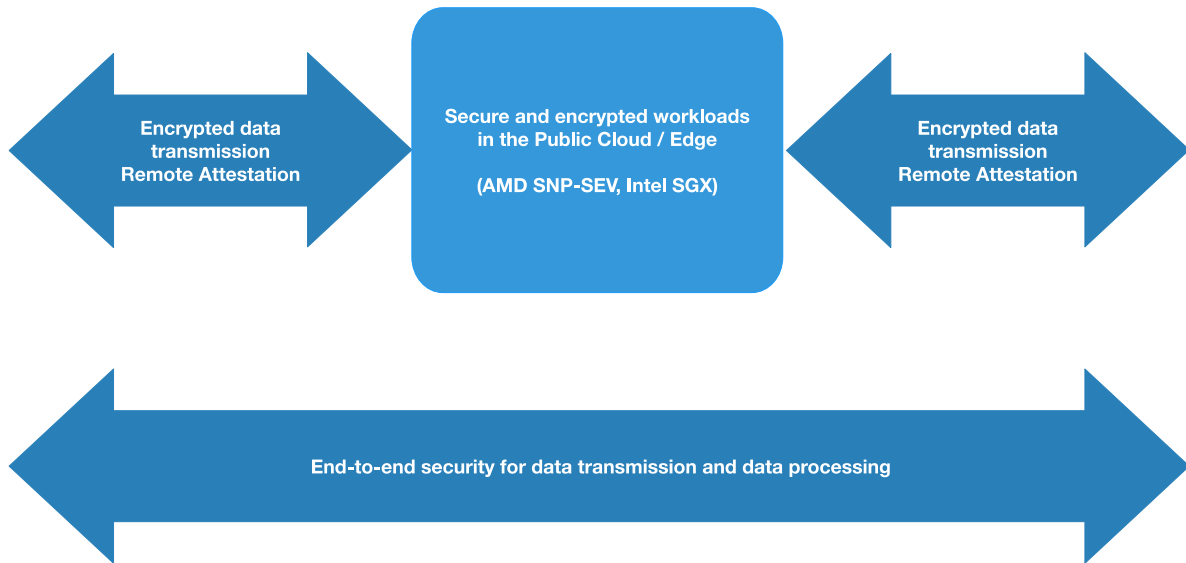 Encrypted data
transmission
Remote Attestation
Secure and encrypted workloads
in the Public Cloud / Edge
(AMD SNP-SEV, Intel SGX)
Encrypted data
transmission
Remote Attestation
End-to-end security for data transmission and data processing